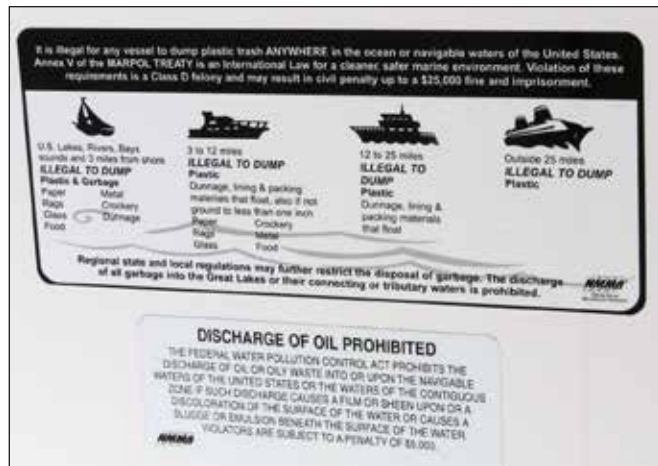 It is illegal for any vessel to dump plastic trash ANYWHERE in the ocean or navigable waters of the United States.
Annex V of the MARPOL TREATY is an International Law for a cleaner, safer marine environment. Violation of these
requirements is a Class D felony and may result in civil penalty up to a $25,000 fine and imprisonment.
U.S. Lakes, Rivers, Bays
sounds and 3 miles from shore
ILLEGAL TO DUMP
Plastic & Garbage
Paper Metal
Rags Crockery
Glass Dunnage
Food
3 to 12 miles
ILLEGAL TO DUMP
Plastic
Dunnage, lining & packing
materials that float, also if not
ground to less than one inch
Paper Crockery
Rags Metal
Glass Food
12 to 25 miles
ILLEGAL TO
DUMP
Plastic
Dunnage, lining &
packing materials
that float
Outside 25 miles
ILLEGAL TO DUMP
Plastic
Regional state and local regulations may further restrict the disposal of garbage. The discharge
of all garbage into the Great Lakes or their connecting or tributary waters is prohibited.
NMMA
DISCHARGE OF OIL PROHIBITED
THE FEDERAL WATER POLLUTION CONTROL ACT PROHIBITS THE
DISCHARGE OF OIL OR OILY WASTE INTO OR UPON THE NAVIGABLE
WATERS OF THE UNITED STATES OR THE WATERS OF THE CONTIGUOUS
ZONE IF SUCH DISCHARGE CAUSES A FILM OR SHEEN UPON OR A
DISCOLORATION OF THE SURFACE OF THE WATER OR CAUSES A
SLUDGE OR EMULSION BENEATH THE SURFACE OF THE WATER.
VIOLATORS ARE SUBJECT TO A PENALTY OF $5,000.
NMMA